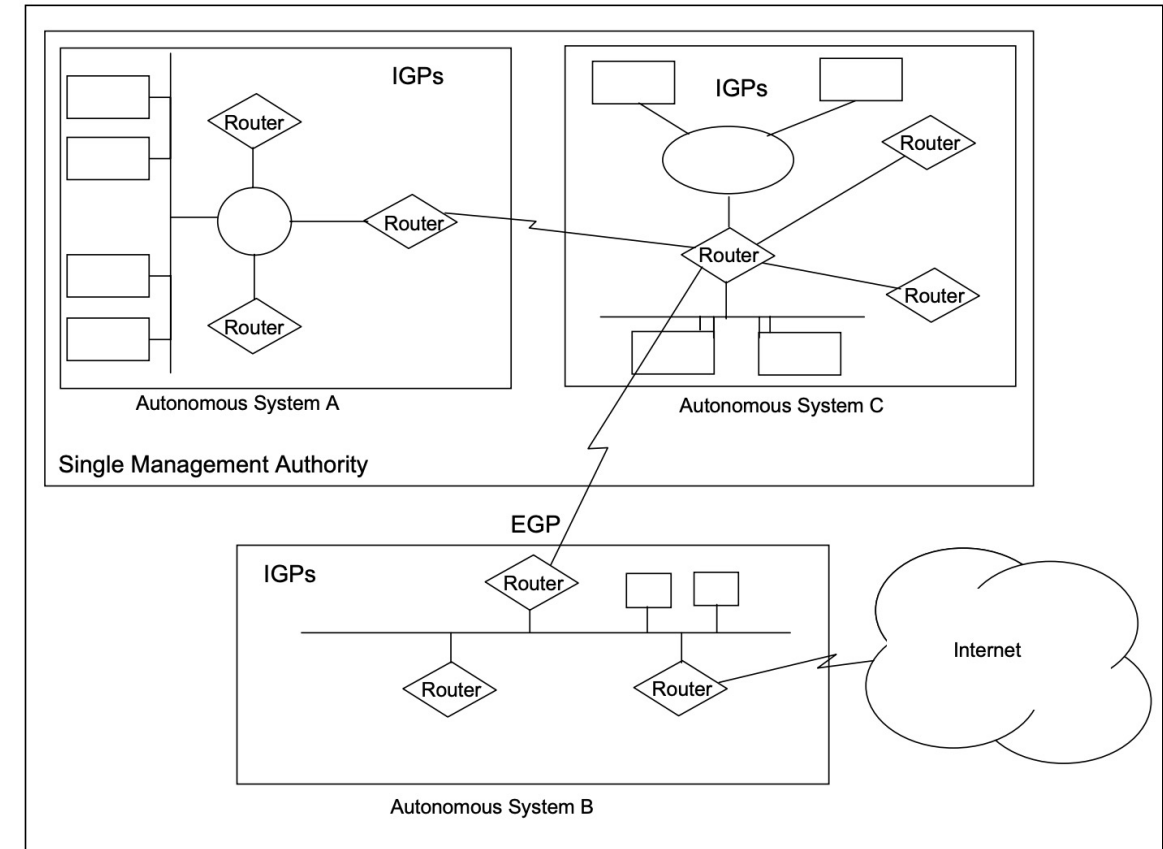 IGPs
Router
Router
Router
Autonomous System A
IGPs
Router
Router
Router
Autonomous System C
Single Management Authority
EGP
IGPs
Router
Router
Router
Autonomous System B
Internet